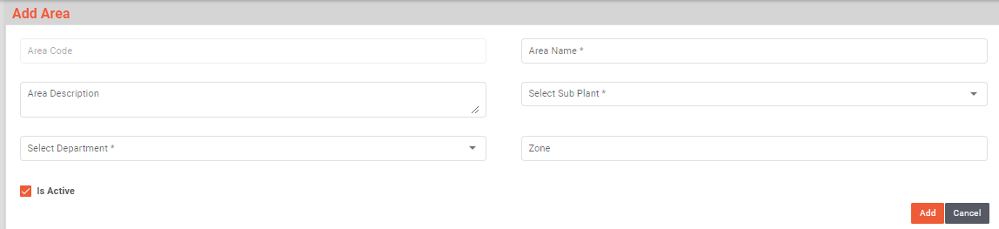 Add Area
Area Code
Area Name *
Area Description
Select Sub Plant *
Select Department *
Zone
Is Active
Add
Cancel